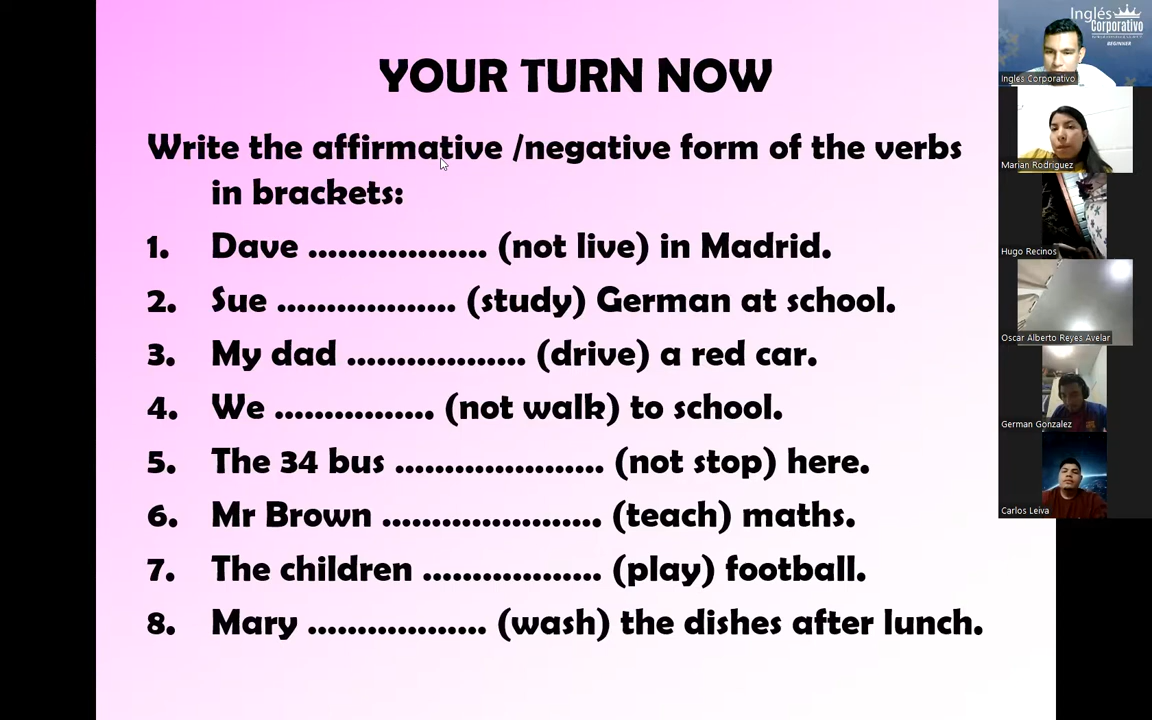 YOUR TURN NOW
Write the affirmative /negative form of the verbs
in brackets:
1. Dave .................. (not live) in Madrid.
2. Sue .................. (study) German at school.
3. My dad .................. (drive) a red car.
4. We ................ (not walk) to school.
5. The 34 bus ..................... (not stop) here.
6. Mr Brown ...................... (teach) maths.
7. The children .................. (play) football.
8. Mary .................. (wash) the dishes after lunch.
Inglés
Corporativo
BEGINNER
Ingles Corporativo
Marian Rodriguez
Hugo Recinos
Oscar Alberto Reyes Avelar
German Gonzalez
Carlos Leiva